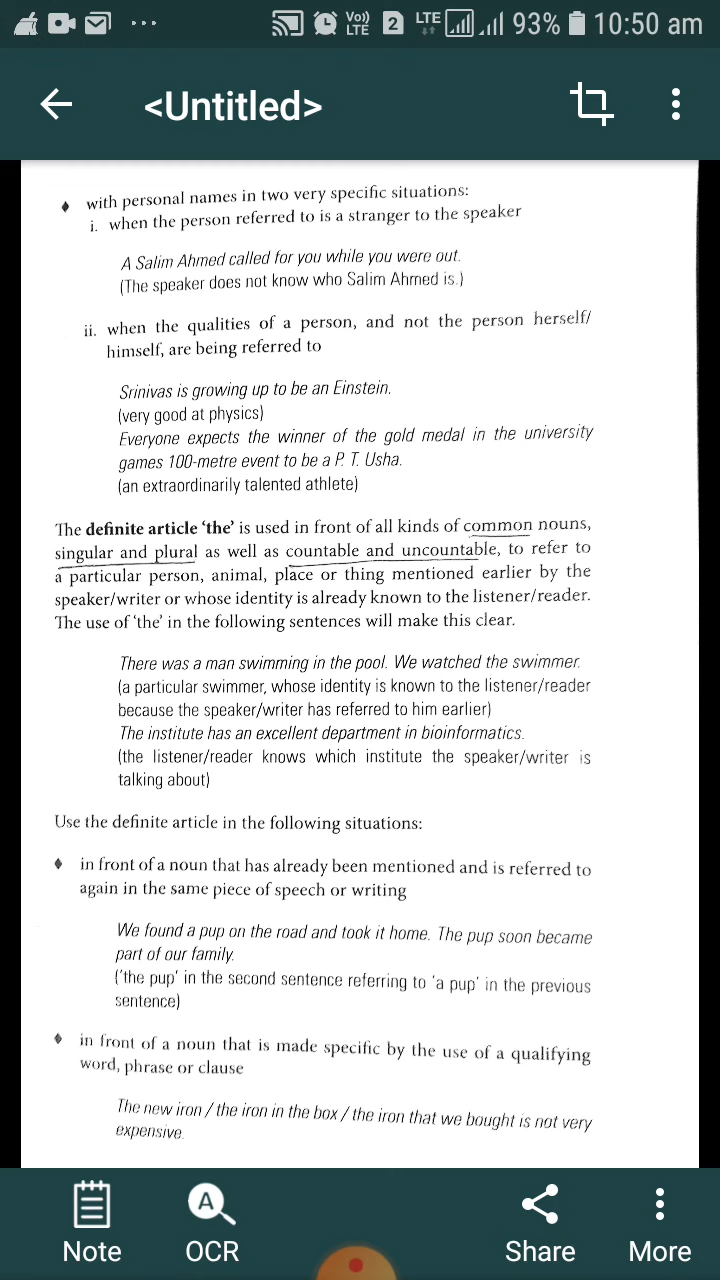 Vo))
LTE
2
LTE
93%
10:50 am
<Untitled>
♦ with personal names in two very specific situations:
i. when the person referred to is a stranger to the speaker
A Salim Ahmed called for you while you were out.
(The speaker does not know who Salim Ahmed is.)
ii. when the qualities of a person, and not the person herself/
himself, are being referred to
Srinivas is growing up to be an Einstein.
(very good at physics)
Everyone expects the winner of the gold medal in the university
games 100-metre event to be a P. T. Usha.
(an extraordinarily talented athlete)
The definite article ‘the’ is used in front of all kinds of common nouns,
singular and plural as well as countable and uncountable, to refer to
a particular person, animal, place or thing mentioned earlier by the
speaker/writer or whose identity is already known to the listener/reader.
The use of ‘the’ in the following sentences will make this clear.
There was a man swimming in the pool. We watched the swimmer.
(a particular swimmer, whose identity is known to the listener/reader
because the speaker/writer has referred to him earlier)
The institute has an excellent department in bioinformatics.
(the listener/reader knows which institute the speaker/writer is
talking about)
Use the definite article in the following situations:
♦ in front of a noun that has already been mentioned and is referred to
again in the same piece of speech or writing
We found a pup on the road and took it home. The pup soon became
part of our family.
(‘the pup’ in the second sentence referring to ‘a pup’ in the previous
sentence)
♦ in front of a noun that is made specific by the use of a qualifying
word, phrase or clause
The new iron / the iron in the box / the iron that we bought is not very
expensive.
A
Note
OCR
Share
More